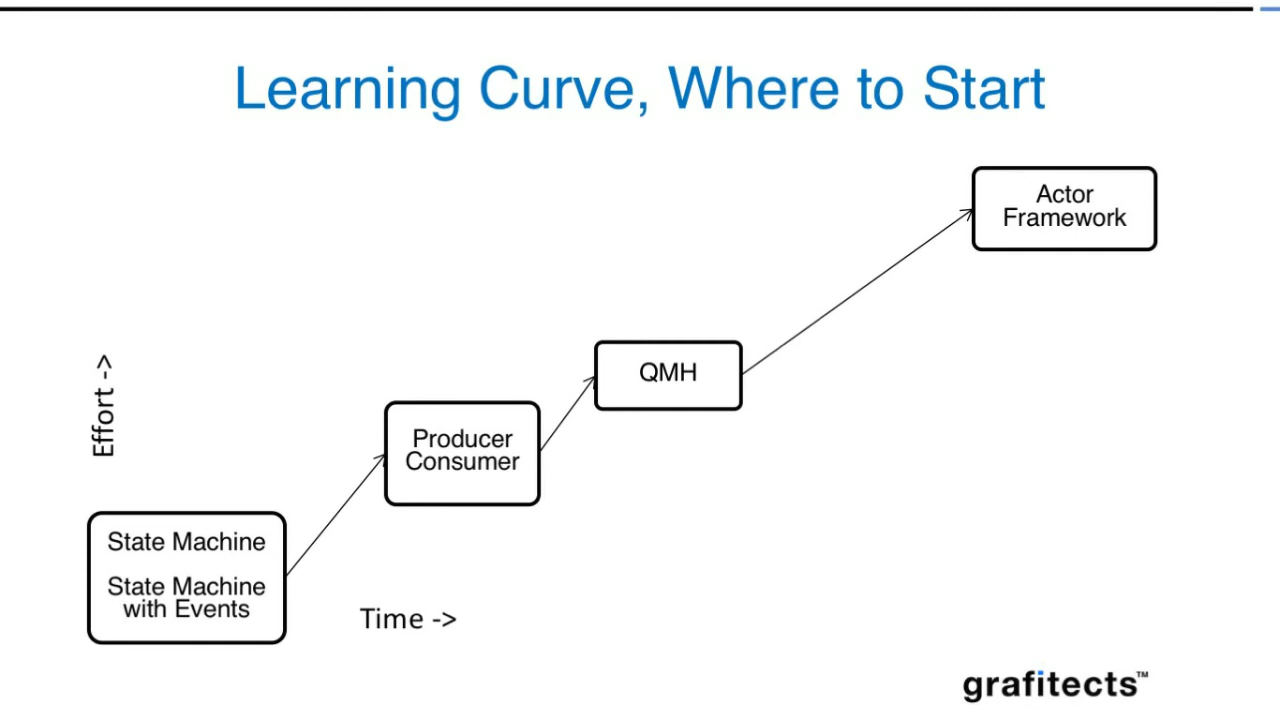 Learning Curve, Where to Start
Actor
Framework
QMH
Effort ->
Producer
Consumer
State Machine
State Machine
with Events
Time ->
grafitects™